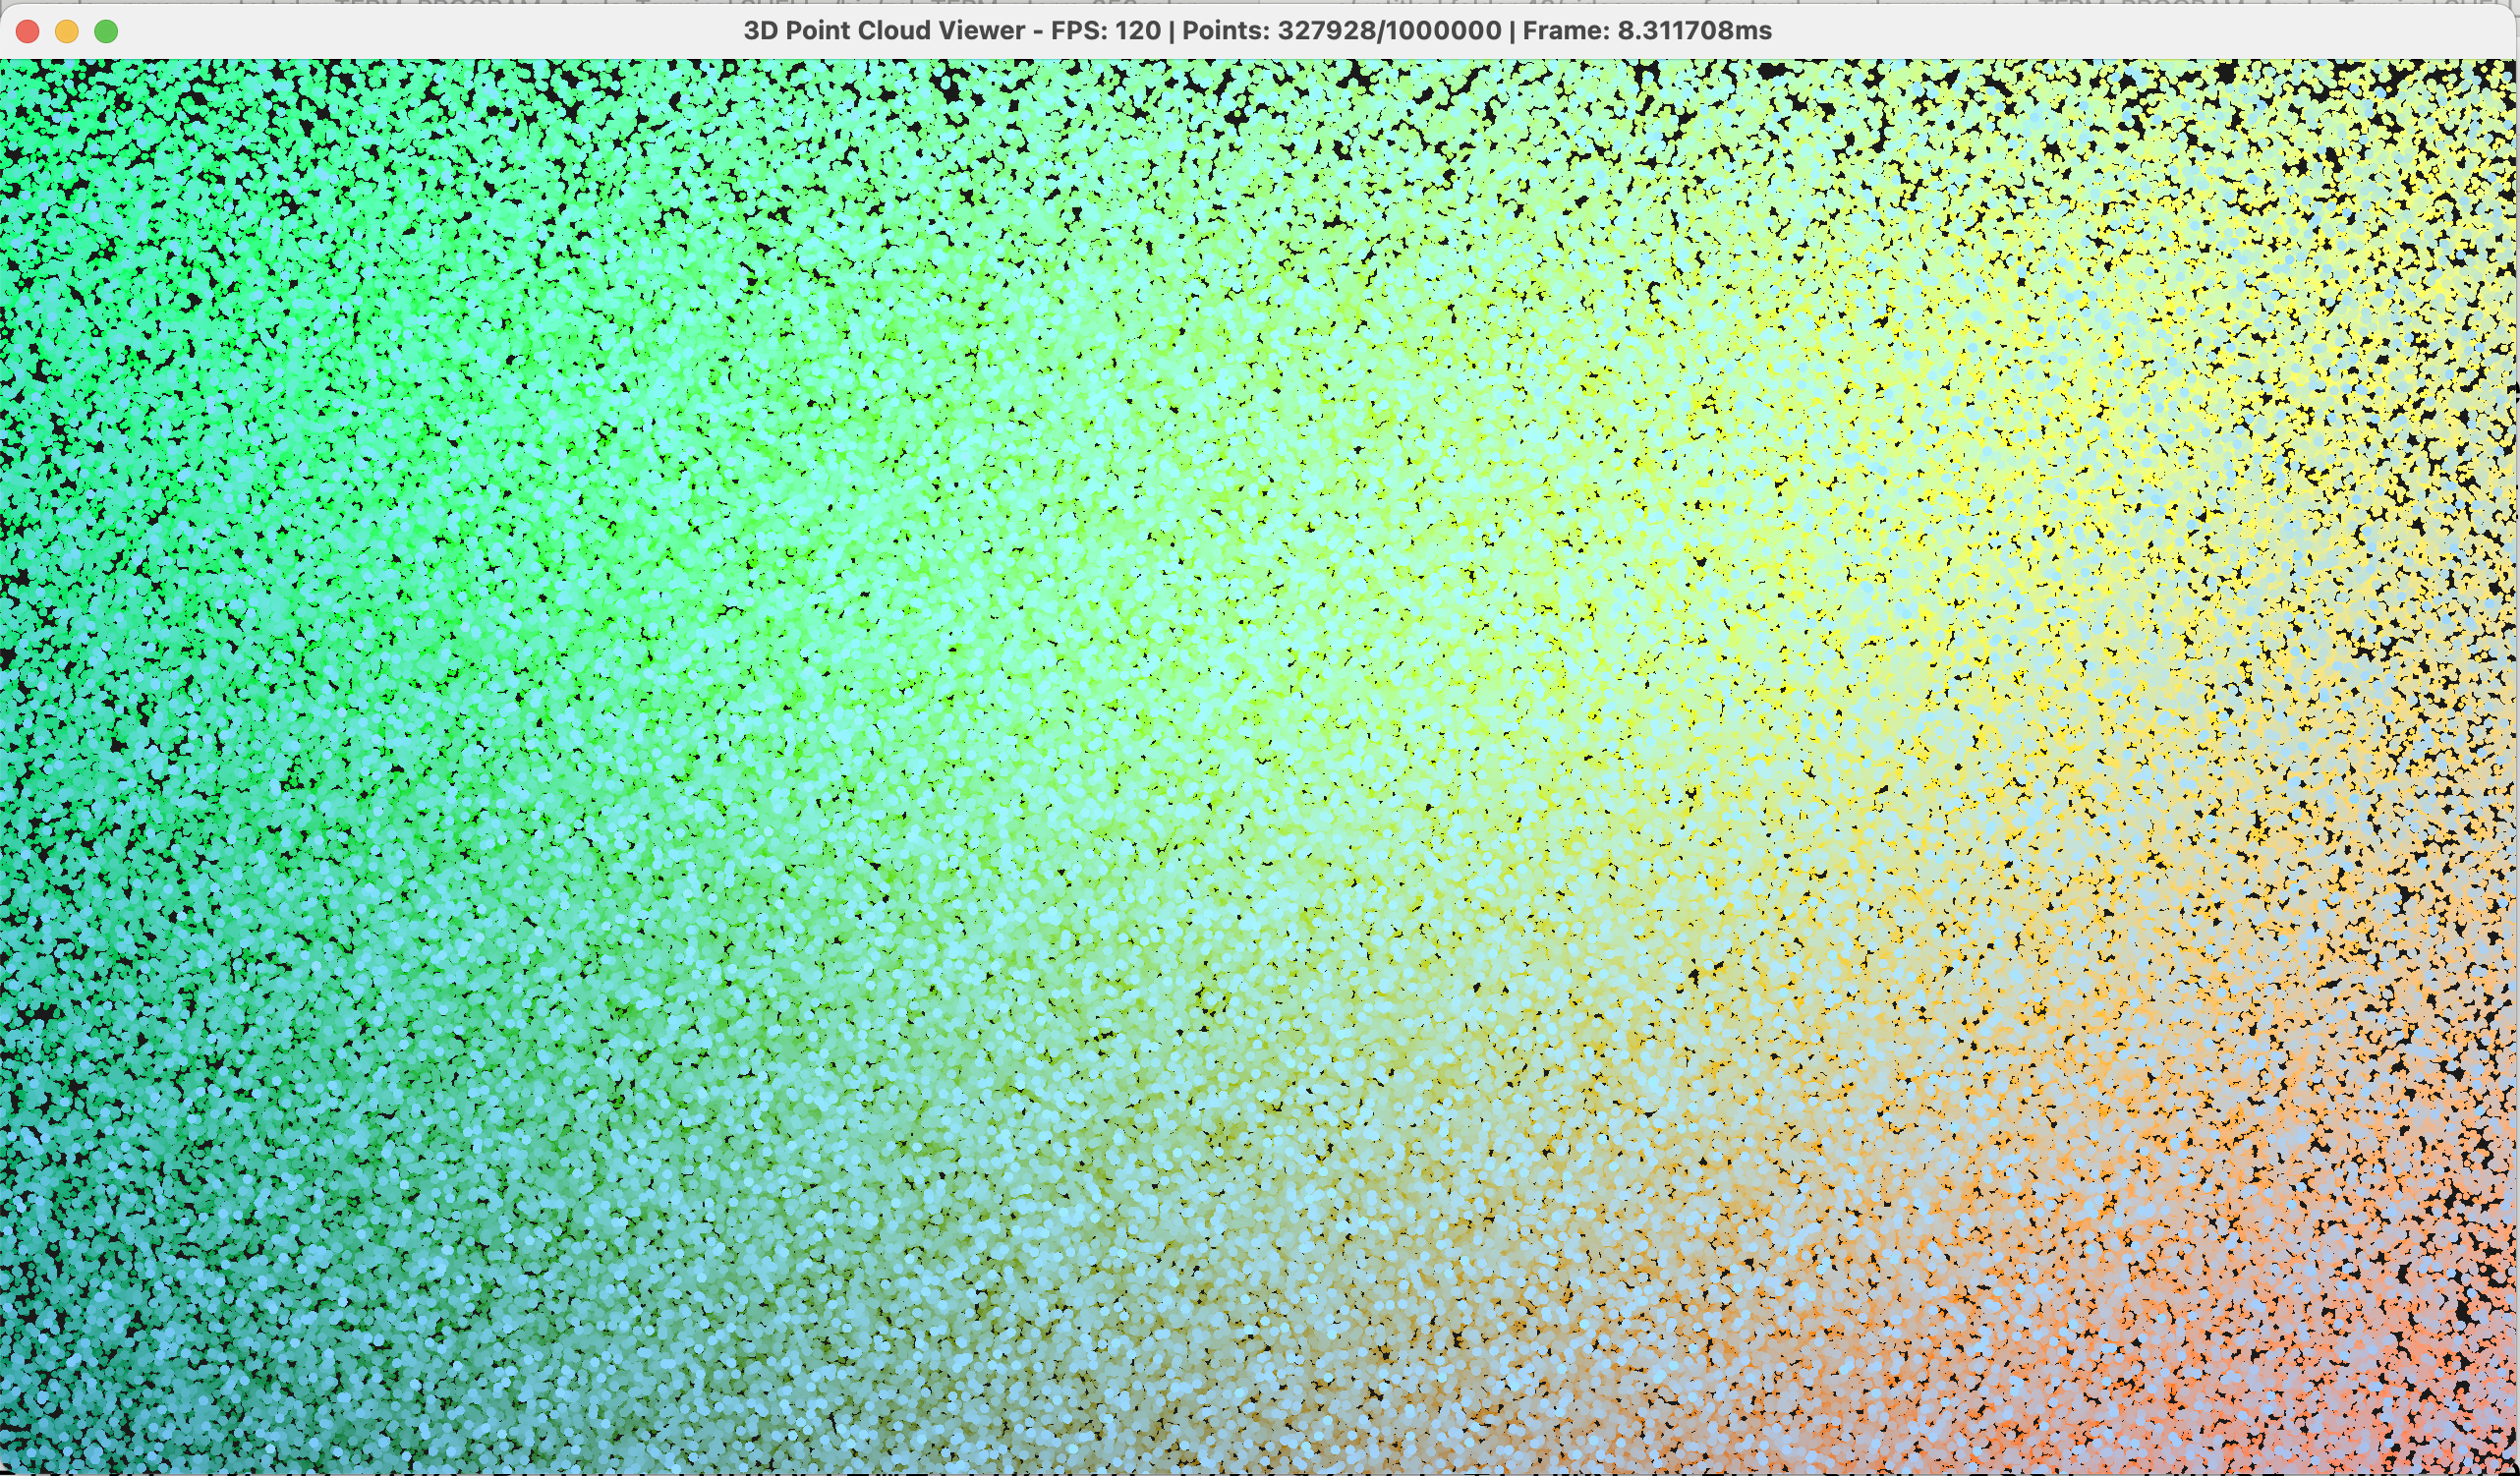 3D Point Cloud Viewer - FPS: 120 | Points: 327928/1000000 | Frame: 8.311708ms